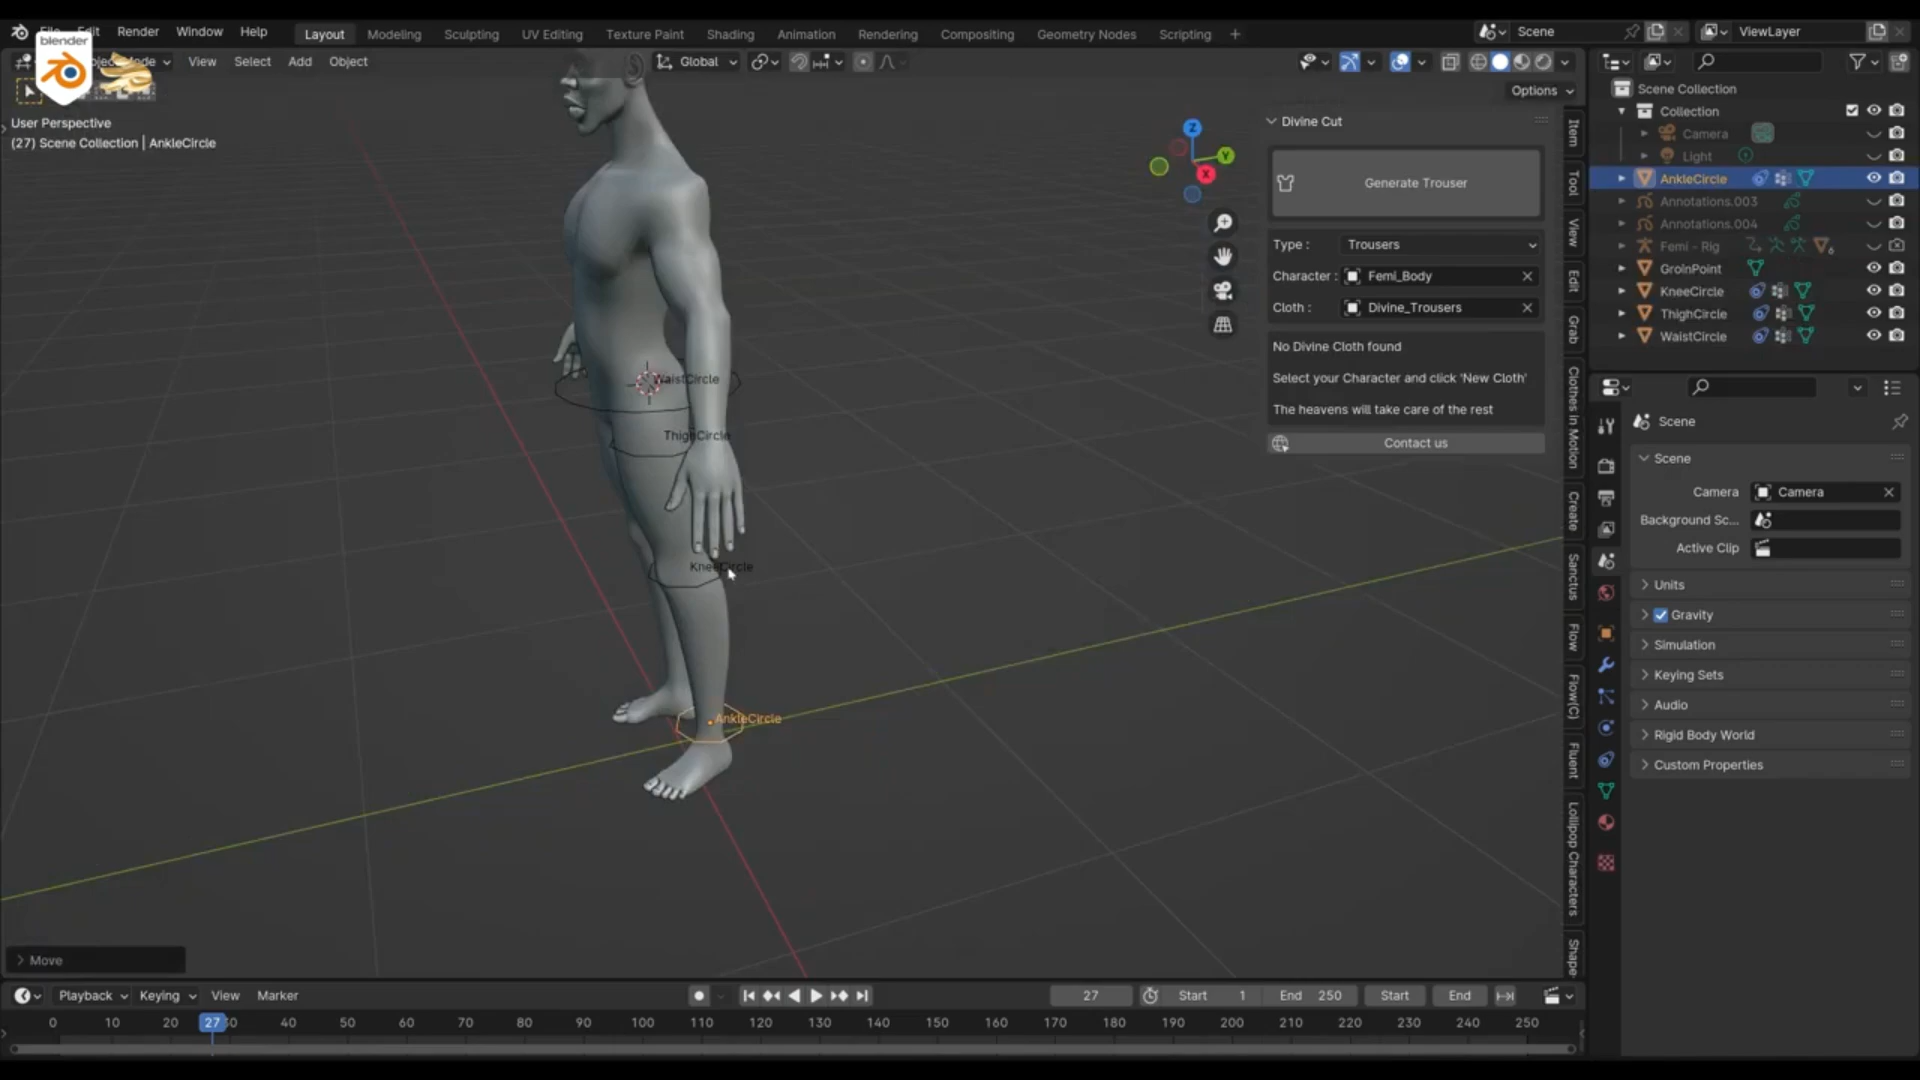 blender
File Edit Render Window Help
Layout Modeling Sculpting UV Editing Texture Paint Shading Animation Rendering Compositing Geometry Nodes Scripting +
Scene
ViewLayer
View Select Add Object
Global
Options
User Perspective
(27) Scene Collection | AnkleCircle
WaistCircle
ThighCircle
KneeCircle
AnkleCircle
Z
Y
X
Divine Cut
Generate Trouser
Type : Trousers
Character : Femi_Body
Cloth : Divine_Trousers
No Divine Cloth found
Select your Character and click 'New Cloth'
The heavens will take care of the rest
Contact us
Item
Tool
View
Edit
Grab
Clothes in Motion
Create
Sanctus
Flow
Flow(C)
Fluent
Lollipop Characters
Shape
Scene Collection
Collection
Camera
Light
AnkleCircle
Annotations.003
Annotations.004
Femi - Rig
6
GroinPoint
KneeCircle
ThighCircle
WaistCircle
Scene
Scene
Camera Camera
Background Sc...
Active Clip
Units
Gravity
Simulation
Keying Sets
Audio
Rigid Body World
Custom Properties
Move
Playback Keying View Marker
27 Start 1 End 250 Start End
0 10 20 27 40 50 60 70 80 90 100 110 120 130 140 150 160 170 180 190 200 210 220 230 240 250